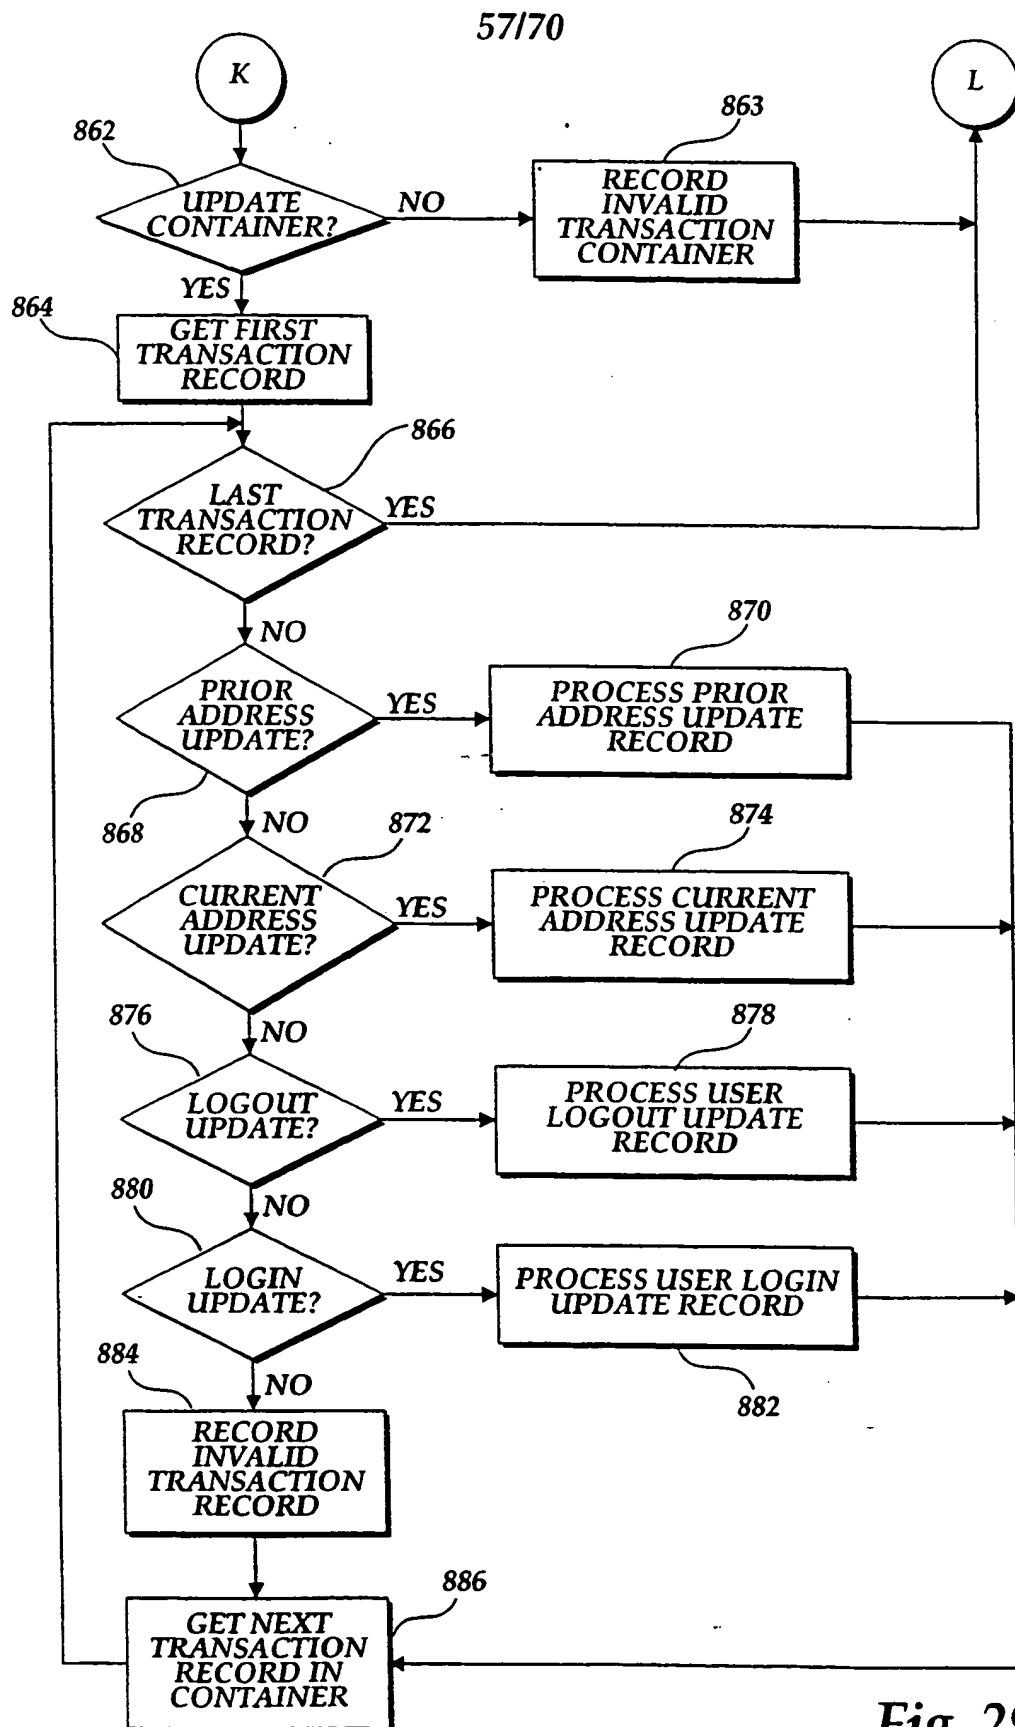 57/70
K
L
862
863
UPDATE
CONTAINER?
NO
RECORD
INVALID
TRANSACTION
CONTAINER
YES
864
GET FIRST
TRANSACTION
RECORD
866
LAST
TRANSACTION
RECORD?
YES
NO
870
PRIOR
ADDRESS
UPDATE?
YES
PROCESS PRIOR
ADDRESS UPDATE
RECORD
868
NO
872
874
CURRENT
ADDRESS
UPDATE?
YES
PROCESS CURRENT
ADDRESS UPDATE
RECORD
876
NO
878
LOGOUT
UPDATE?
YES
PROCESS USER
LOGOUT UPDATE
RECORD
880
NO
LOGIN
UPDATE?
YES
PROCESS USER LOGIN
UPDATE RECORD
884
NO
882
RECORD
INVALID
TRANSACTION
RECORD
886
GET NEXT
TRANSACTION
RECORD IN
CONTAINER
Fig.